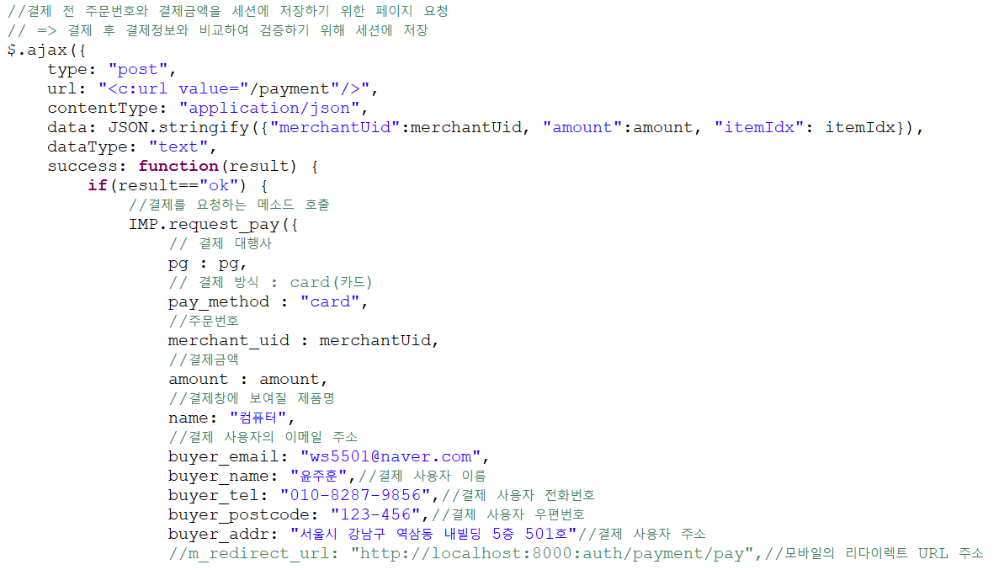 //결제 전 주문번호와 결제금액을 세션에 저장하기 위한 페이지 요청
// => 결제 후 결제정보와 비교하여 검증하기 위해 세션에 저장
$.ajax({
    type: "post",
    url: "<c:url value="/payment"/>",
    contentType: "application/json",
    data: JSON.stringify({"merchantUid":merchantUid, "amount":amount, "itemIdx": itemIdx}),
    dataType: "text",
    success: function(result) {
        if(result=="ok") {
            //결제를 요청하는 메소드 호출
            IMP.request_pay({
                // 결제 대행사
                pg : pg,
                // 결제 방식 : card(카드)
                pay_method : "card",
                //주문번호
                merchant_uid : merchantUid,
                //결제금액
                amount : amount,
                //결제창에 보여질 제품명
                name: "컴퓨터",
                //결제 사용자의 이메일 주소
                buyer_email: "ws5501@naver.com",
                buyer_name: "윤주훈",//결제 사용자 이름
                buyer_tel: "010-8287-9856",//결제 사용자 전화번호
                buyer_postcode: "123-456",//결제 사용자 우편번호
                buyer_addr: "서울시 강남구 역삼동 내빌딩 5층 501호"//결제 사용자 주소
                //m_redirect_url: "http://localhost:8000:auth/payment/pay",//모바일의 리다이렉트 URL 주소